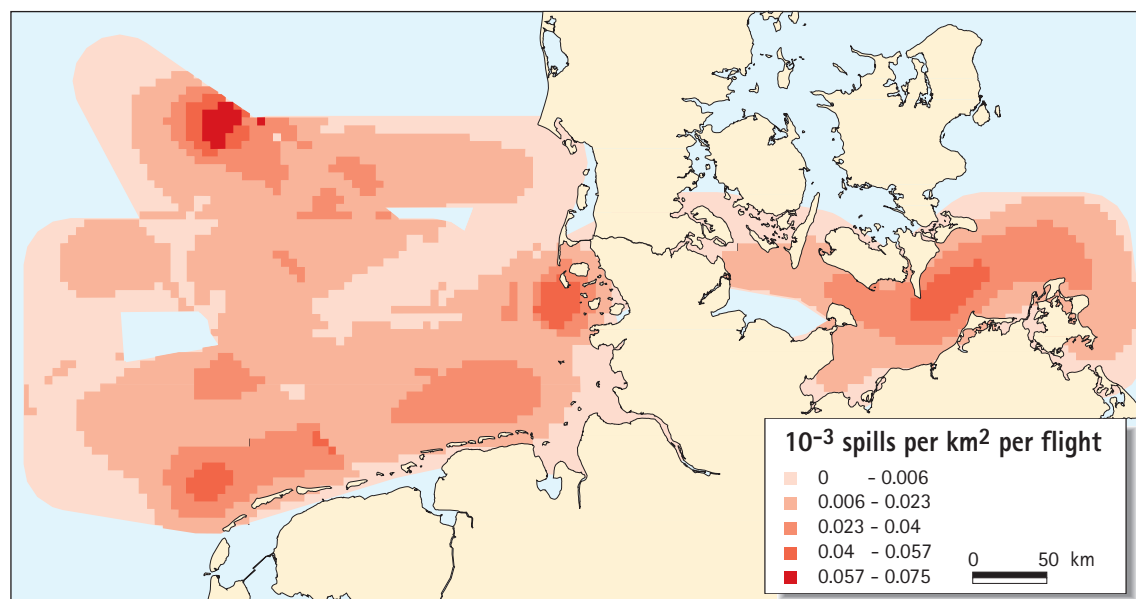 10⁻³ spills per km² per flight
0 - 0.006
0.006 - 0.023
0.023 - 0.04
0.04 - 0.057
0.057 - 0.075
0 50 km